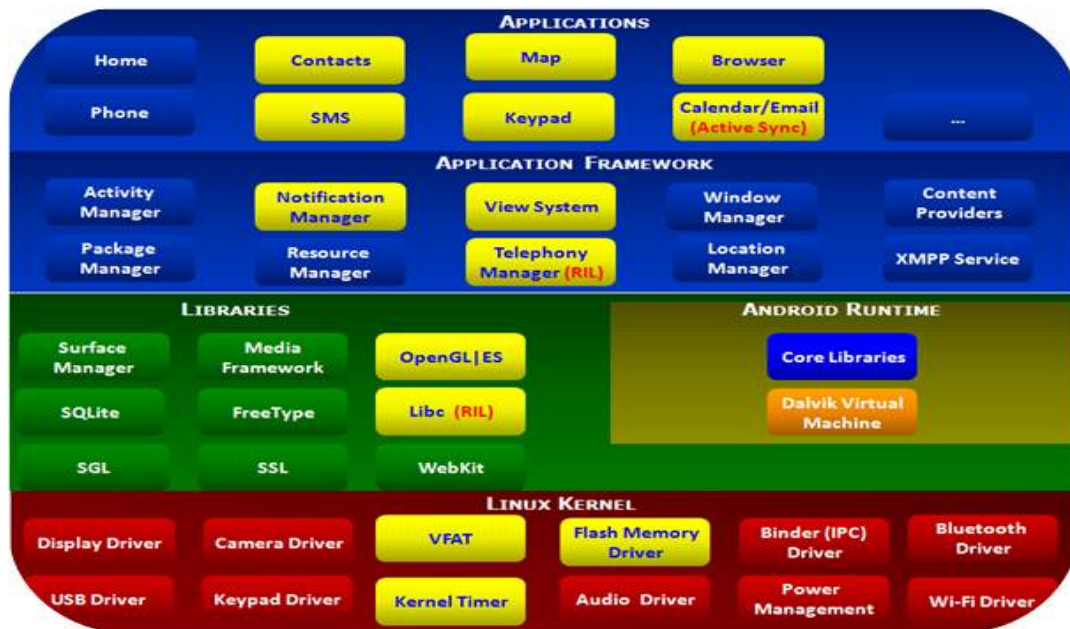 APPLICATIONS
Home
Contacts
Map
Browser
Phone
SMS
Keypad
Calendar/Email
(Active Sync)
...
APPLICATION FRAMEWORK
Activity
Manager
Notification
Manager
View System
Window
Manager
Content
Providers
Package
Manager
Resource
Manager
Telephony
Manager (RIL)
Location
Manager
XMPP Service
LIBRARIES
Surface
Manager
Media
Framework
OpenGL|ES
SQLite
FreeType
Libc (RIL)
SGL
SSL
WebKit
ANDROID RUNTIME
Core Libraries
Dalvik Virtual
Machine
LINUX KERNEL
Display Driver
Camera Driver
VFAT
Flash Memory
Driver
Binder (IPC)
Driver
Bluetooth
Driver
USB Driver
Keypad Driver
Kernel Timer
Audio Driver
Power
Management
Wi-Fi Driver